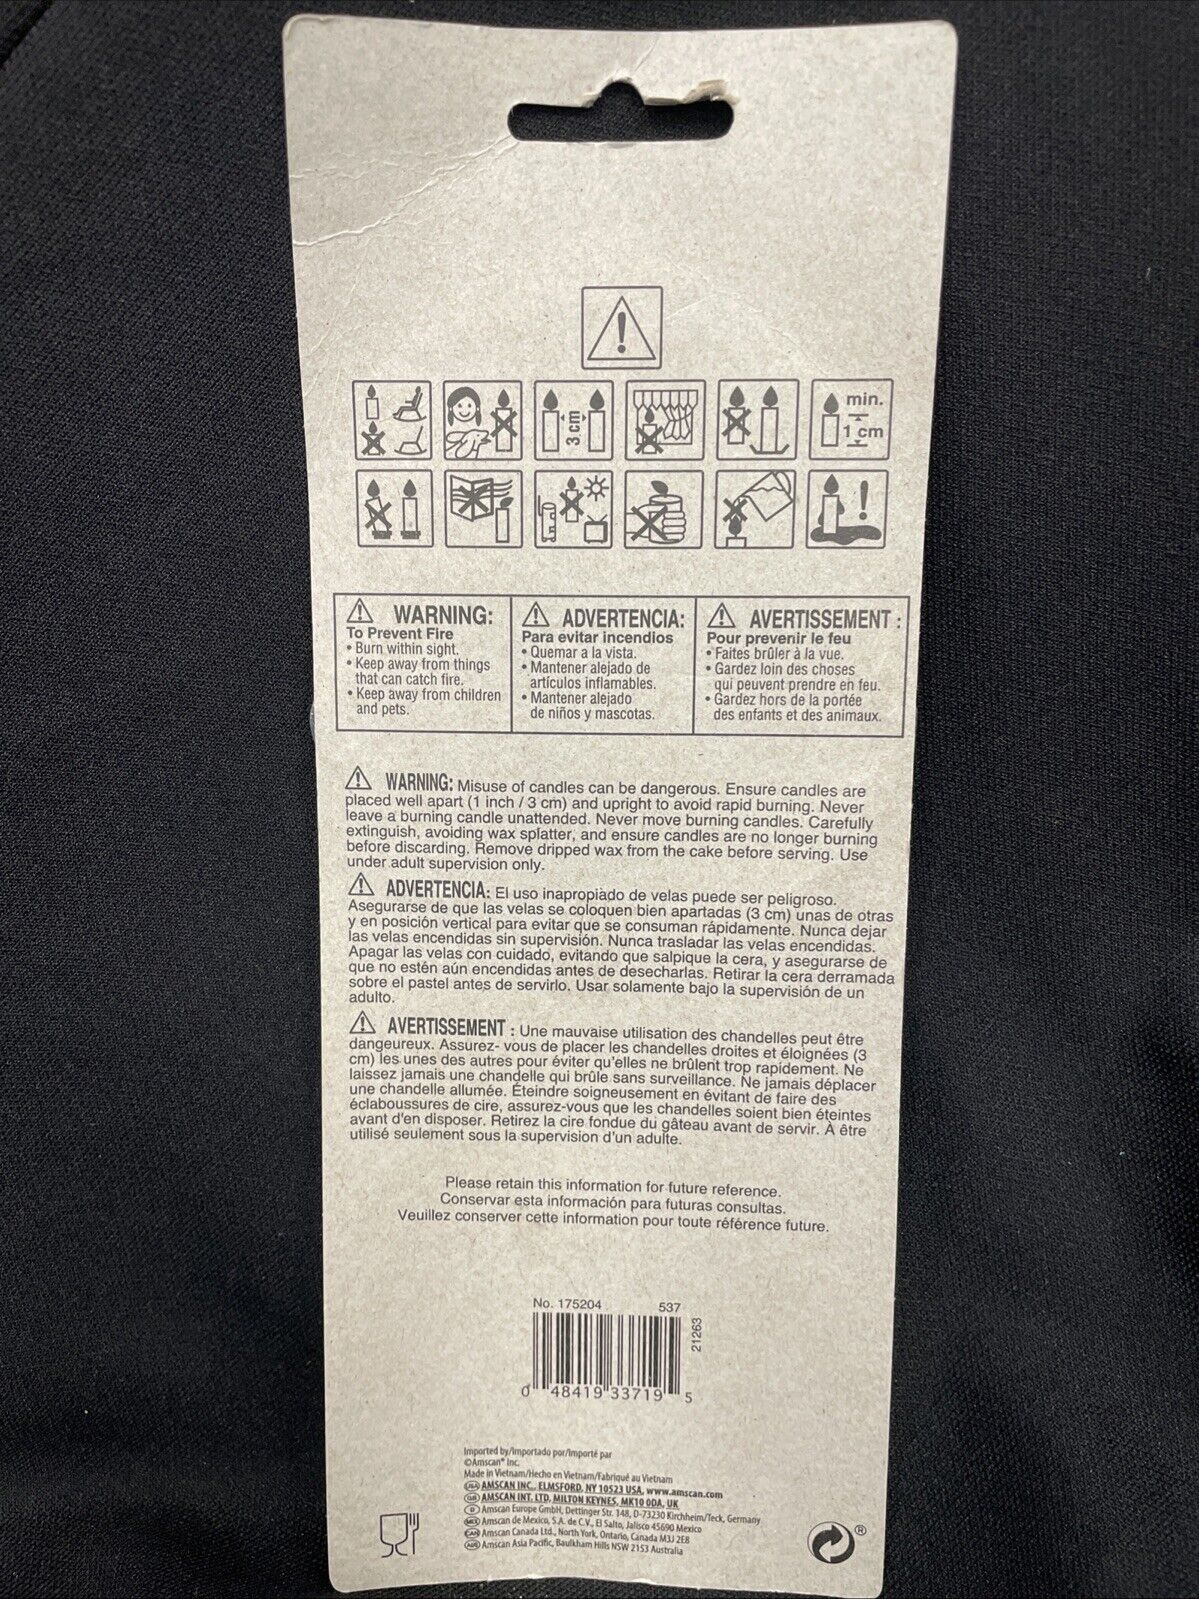 min.
1 cm
3 cm
WARNING:
To Prevent Fire
• Burn within sight.
• Keep away from things
that can catch fire.
• Keep away from children
and pets.
ADVERTENCIA:
Para evitar incendios
• Quemar a la vista.
• Mantener alejado de
artículos inflamables.
• Mantener alejado
de niños y mascotas.
AVERTISSEMENT :
Pour prevenir le feu
• Faites brûler à la vue.
• Gardez loin des choses
qui peuvent prendre en feu.
• Gardez hors de la portée
des enfants et des animaux.
WARNING: Misuse of candles can be dangerous. Ensure candles are
placed well apart (1 inch / 3 cm) and upright to avoid rapid burning. Never
leave a burning candle unattended. Never move burning candles. Carefully
extinguish, avoiding wax splatter, and ensure candles are no longer burning
before discarding. Remove dripped wax from the cake before serving. Use
under adult supervision only.
ADVERTENCIA: El uso inapropiado de velas puede ser peligroso.
Asegurarse de que las velas se coloquen bien apartadas (3 cm) unas de otras
y en posición vertical para evitar que se consuman rápidamente. Nunca dejar
las velas encendidas sin supervisión. Nunca trasladar las velas encendidas.
Apagar las velas con cuidado, evitando que salpique la cera, y asegurarse de
que no estén aún encendidas antes de desecharlas. Retirar la cera derramada
sobre el pastel antes de servirlo. Usar solamente bajo la supervisión de un
adulto.
AVERTISSEMENT : Une mauvaise utilisation des chandelles peut être
dangeureux. Assurez- vous de placer les chandelles droites et éloignées (3
cm) les unes des autres pour éviter qu'elles ne brûlent trop rapidement. Ne
laissez jamais une chandelle qui brûle sans surveillance. Ne jamais déplacer
une chandelle allumée. Éteindre soigneusement en évitant de faire des
éclaboussures de cire, assurez-vous que les chandelles soient bien éteintes
avant d'en disposer. Retirez la cire fondue du gâteau avant de servir. À être
utilisé seulement sous la supervision d'un adulte.
Please retain this information for future reference.
Conservar esta información para futuras consultas.
Veuillez conserver cette information pour toute référence future.
No. 175204 537
21263
0 48419 33719 5
Imported by/Importado por/Importé par
©Amscan® Inc.
Made in Vietnam/Hecho en Vietnam/Fabriqué au Vietnam
USA AMSCAN INC., ELMSFORD, NY 10523 USA, www.amscan.com
GB AMSCAN INT. LTD, MILTON KEYNES, MK10 0DA, UK
D Amscan Europe GmbH, Dettinger Str. 148, D-73230 Kirchheim/Teck, Germany
MEX Amscan de Mexico, S.A. de C.V., El Salto, Jalisco 45690 Mexico
CAN Amscan Canada Ltd., North York, Ontario, Canada M3J 2E8
AUS Amscan Asia Pacific, Baulkham Hills NSW 2153 Australia
®